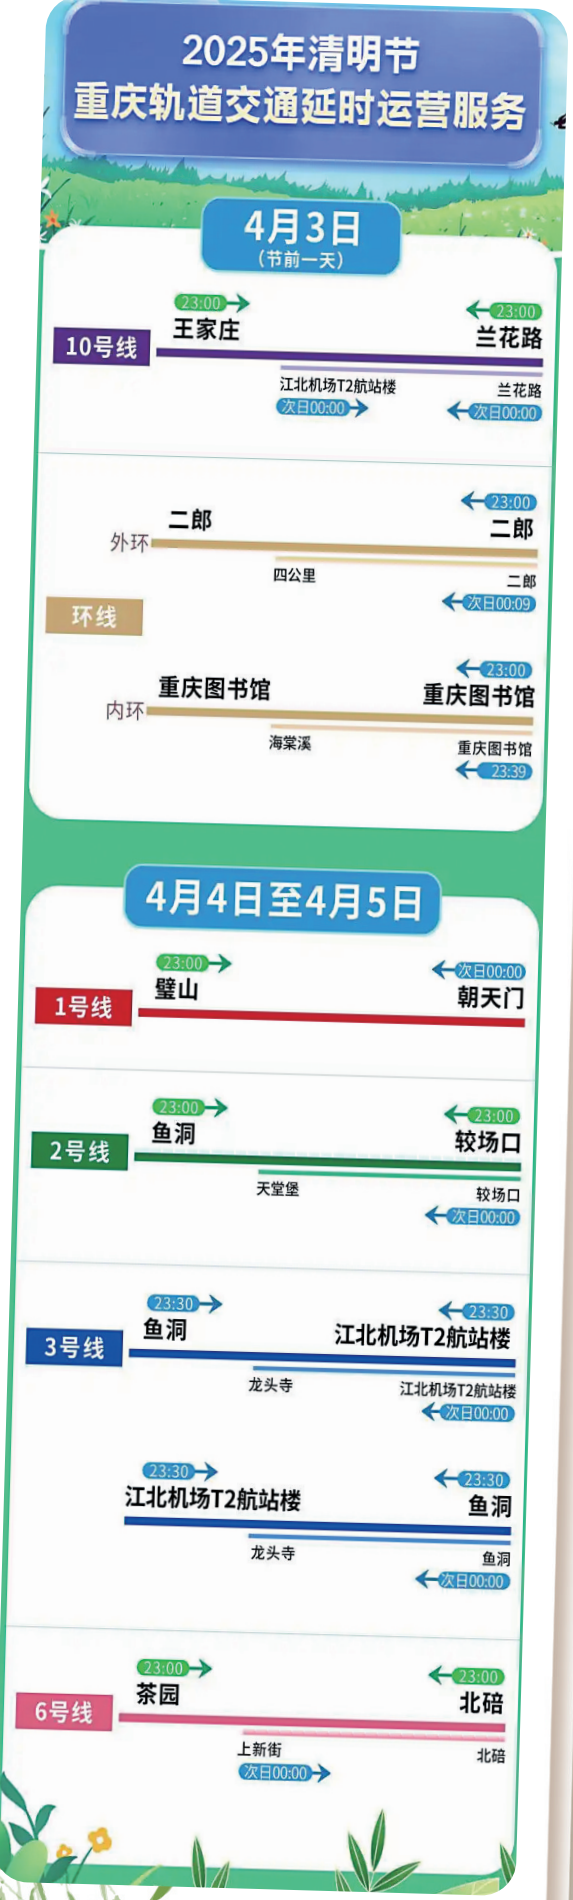 2025年清明节
重庆轨道交通延时运营服务
4月3日
(节前一天)
23:00 23:00
王家庄 兰花路
10号线
江北机场T2航站楼 兰花路
次日00:00 次日00:00
23:00
二郎 二郎
外环
四公里 二郎
次日00:09
环线
23:00
重庆图书馆 重庆图书馆
内环
海棠溪 重庆图书馆
23:39
4月4日至4月5日
23:00 次日00:00
璧山 朝天门
1号线
23:00 23:00
鱼洞 较场口
2号线
天堂堡 较场口
次日00:00
23:30 23:30
鱼洞 江北机场T2航站楼
3号线
龙头寺 江北机场T2航站楼
次日00:00
23:30 23:30
江北机场T2航站楼 鱼洞
龙头寺 鱼洞
次日00:00
23:00 23:00
茶园 北碚
6号线
上新街 北碚
次日00:00